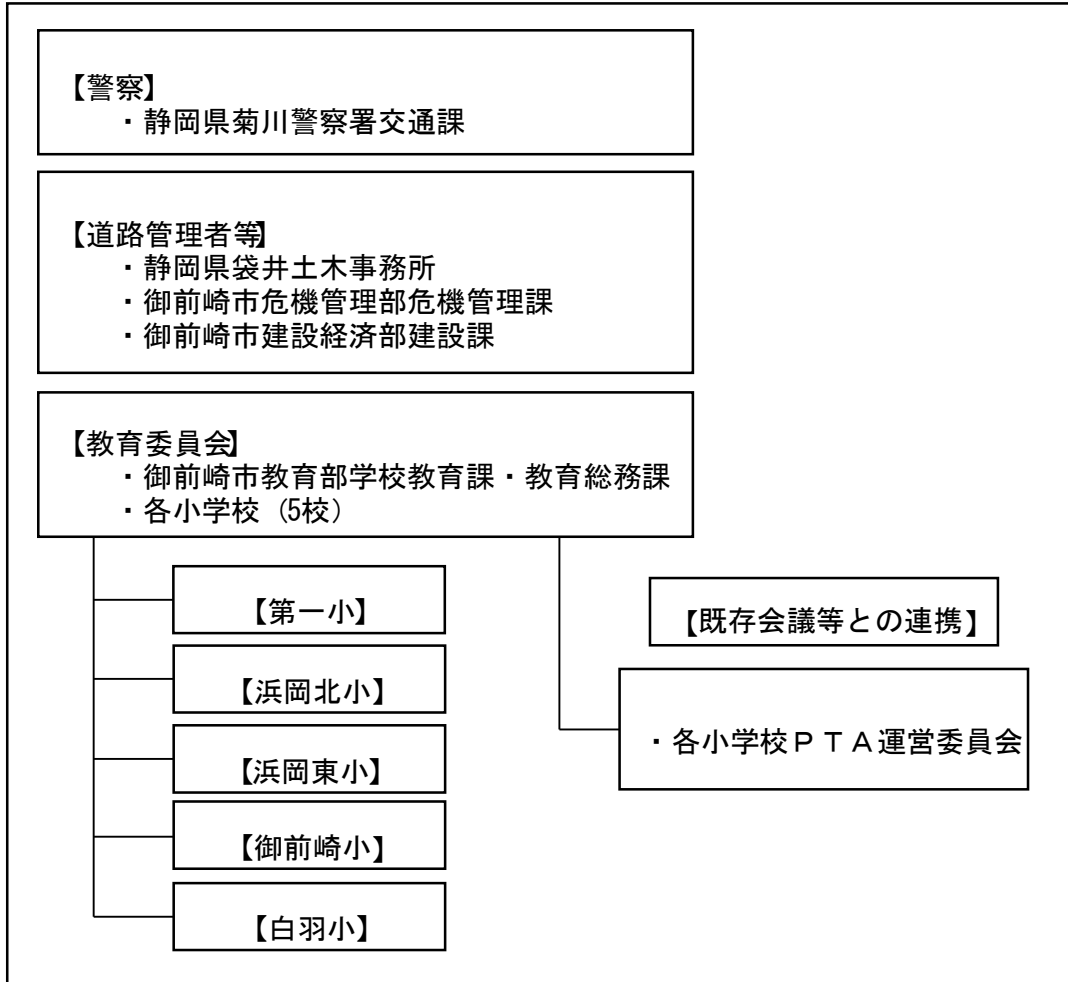 【警察】
・静岡県菊川警察署交通課
【道路管理者等】
・静岡県袋井土木事務所
・御前崎市危機管理部危機管理課
・御前崎市建設経済部建設課
【教育委員会】
・御前崎市教育部学校教育課・教育総務課
・各小学校（5校）
【第一小】
【浜岡北小】
【浜岡東小】
【御前崎小】
【白羽小】
【既存会議等との連携】
・各小学校ＰＴＡ運営委員会